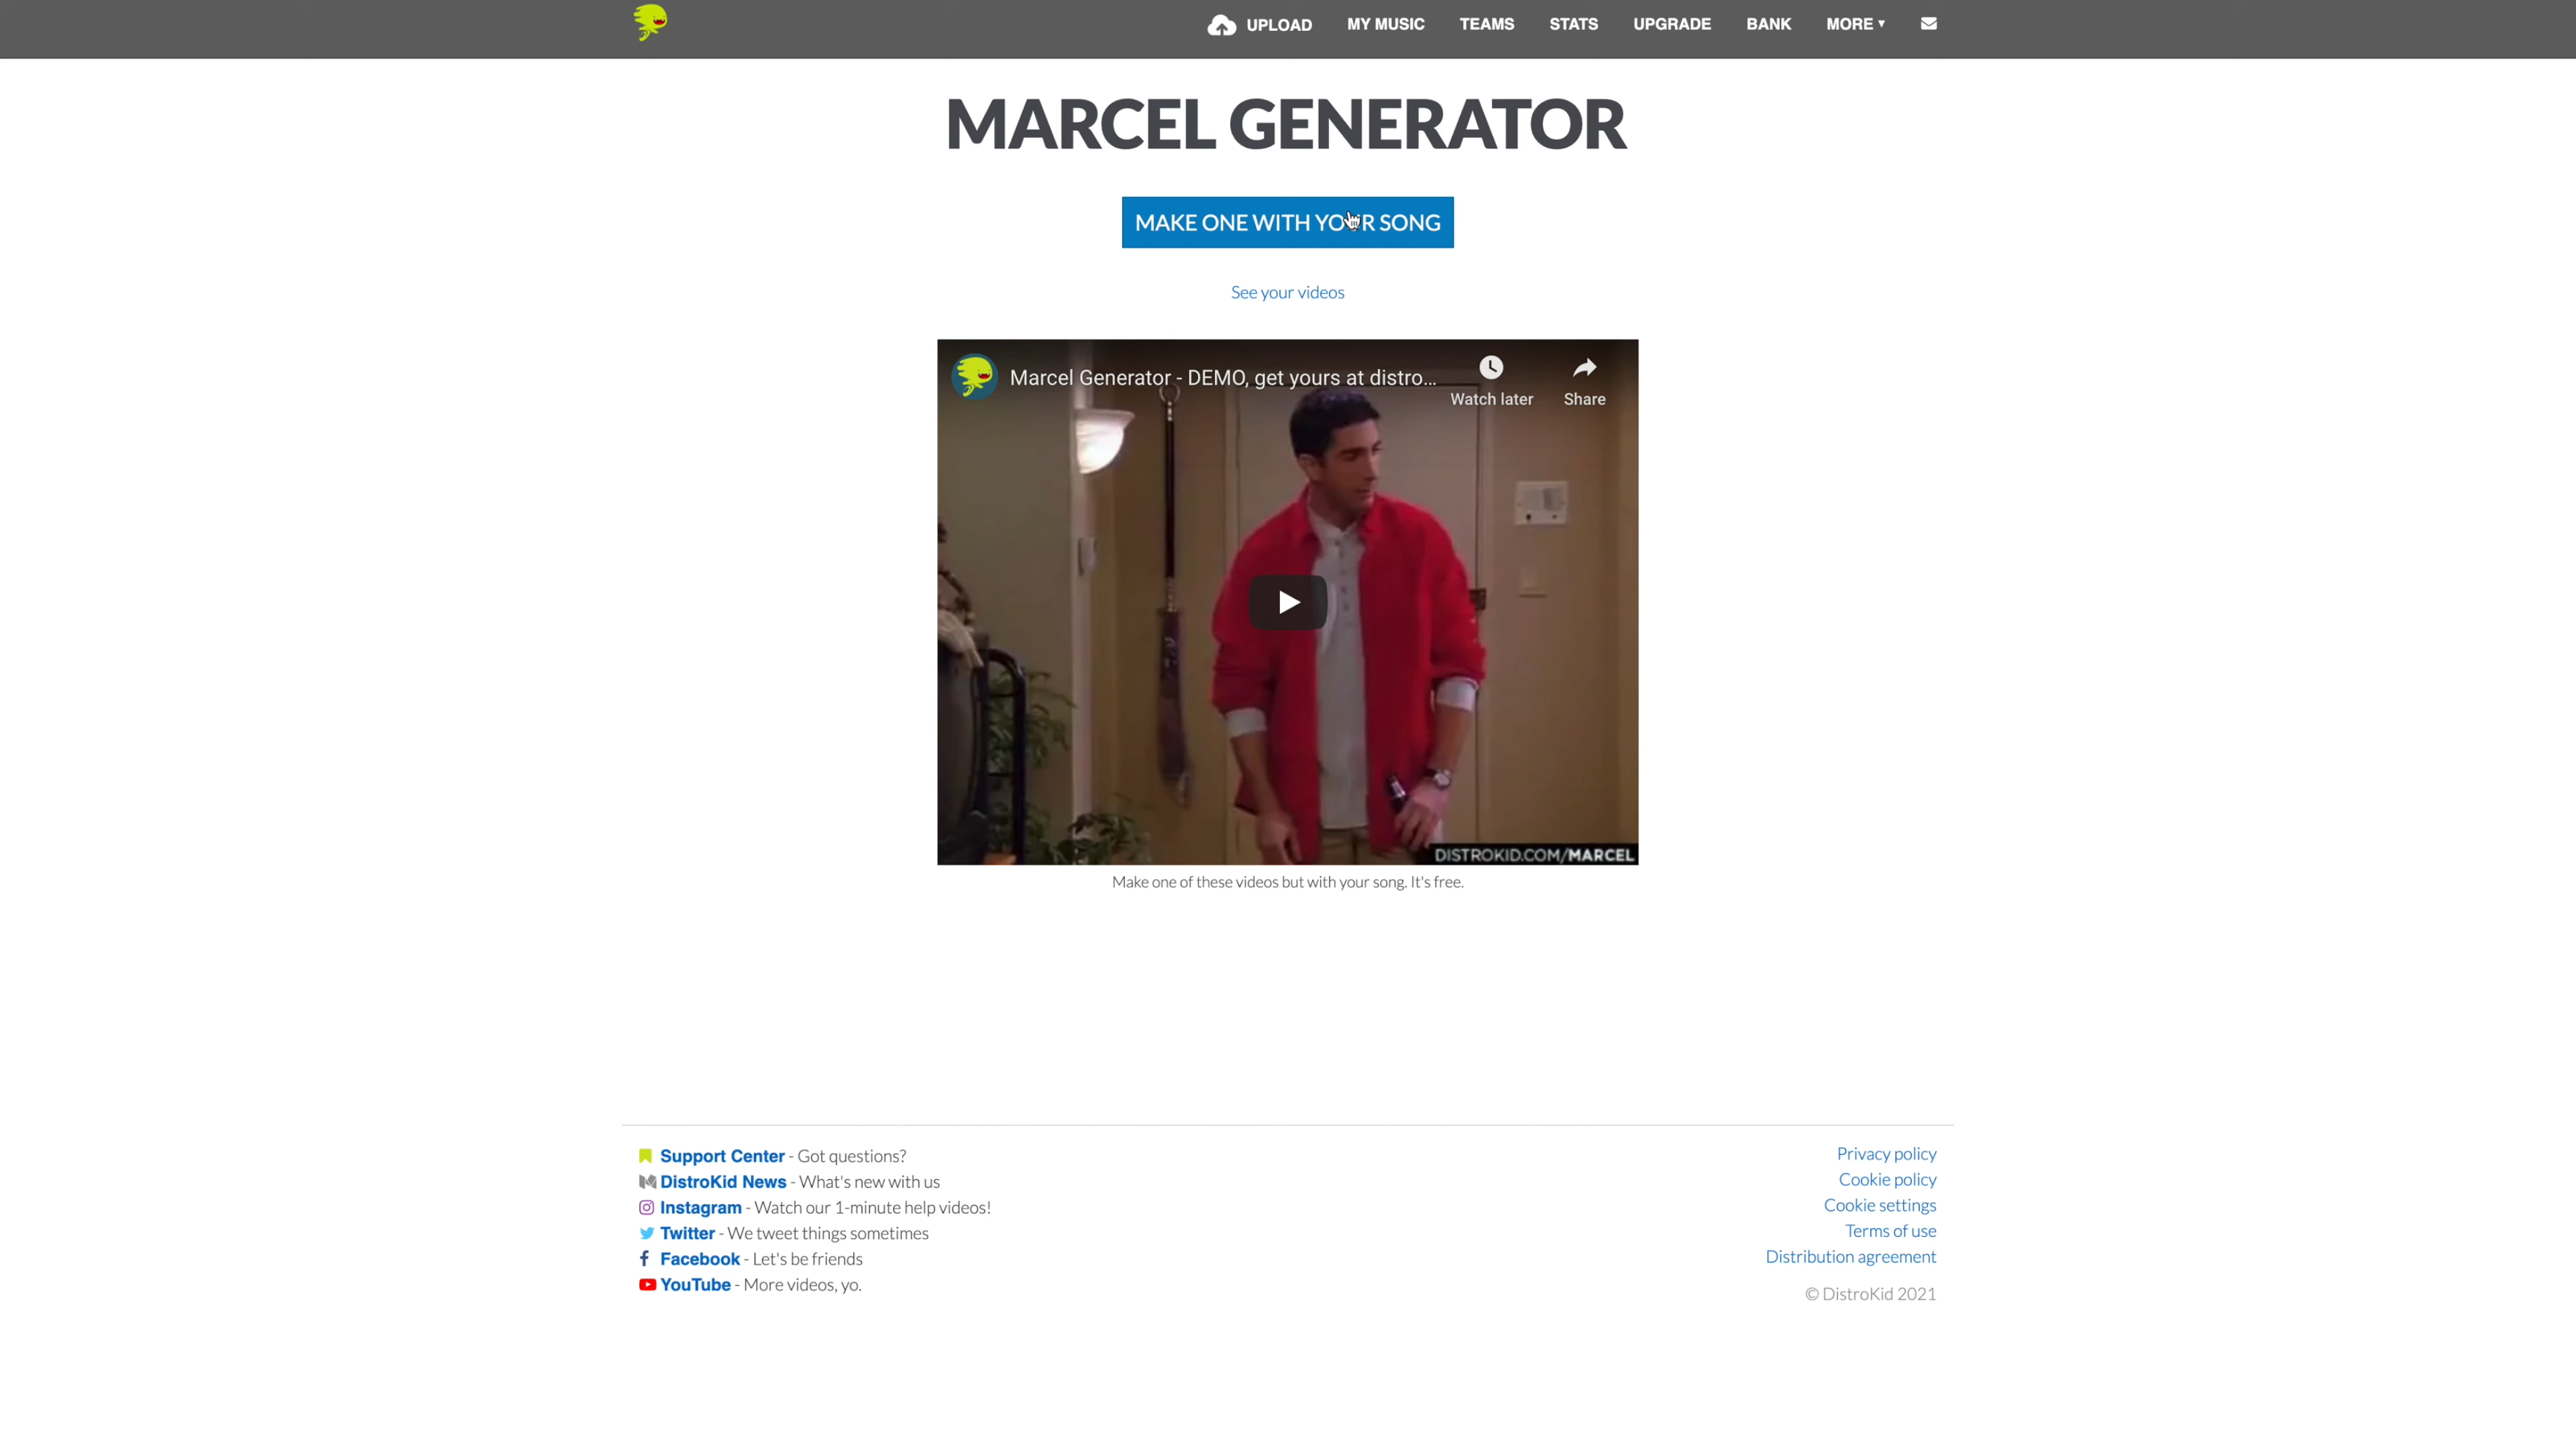 UPLOAD MY MUSIC TEAMS STATS UPGRADE BANK MORE ▾
MARCEL GENERATOR
MAKE ONE WITH YOUR SONG
See your videos
Marcel Generator - DEMO, get yours at distro...
Watch later
Share
DISTROKID.COM/MARCEL
Make one of these videos but with your song. It's free.
Support Center - Got questions?
DistroKid News - What's new with us
Instagram - Watch our 1-minute help videos!
Twitter - We tweet things sometimes
Facebook - Let's be friends
YouTube - More videos, yo.
Privacy policy
Cookie policy
Cookie settings
Terms of use
Distribution agreement
© DistroKid 2021